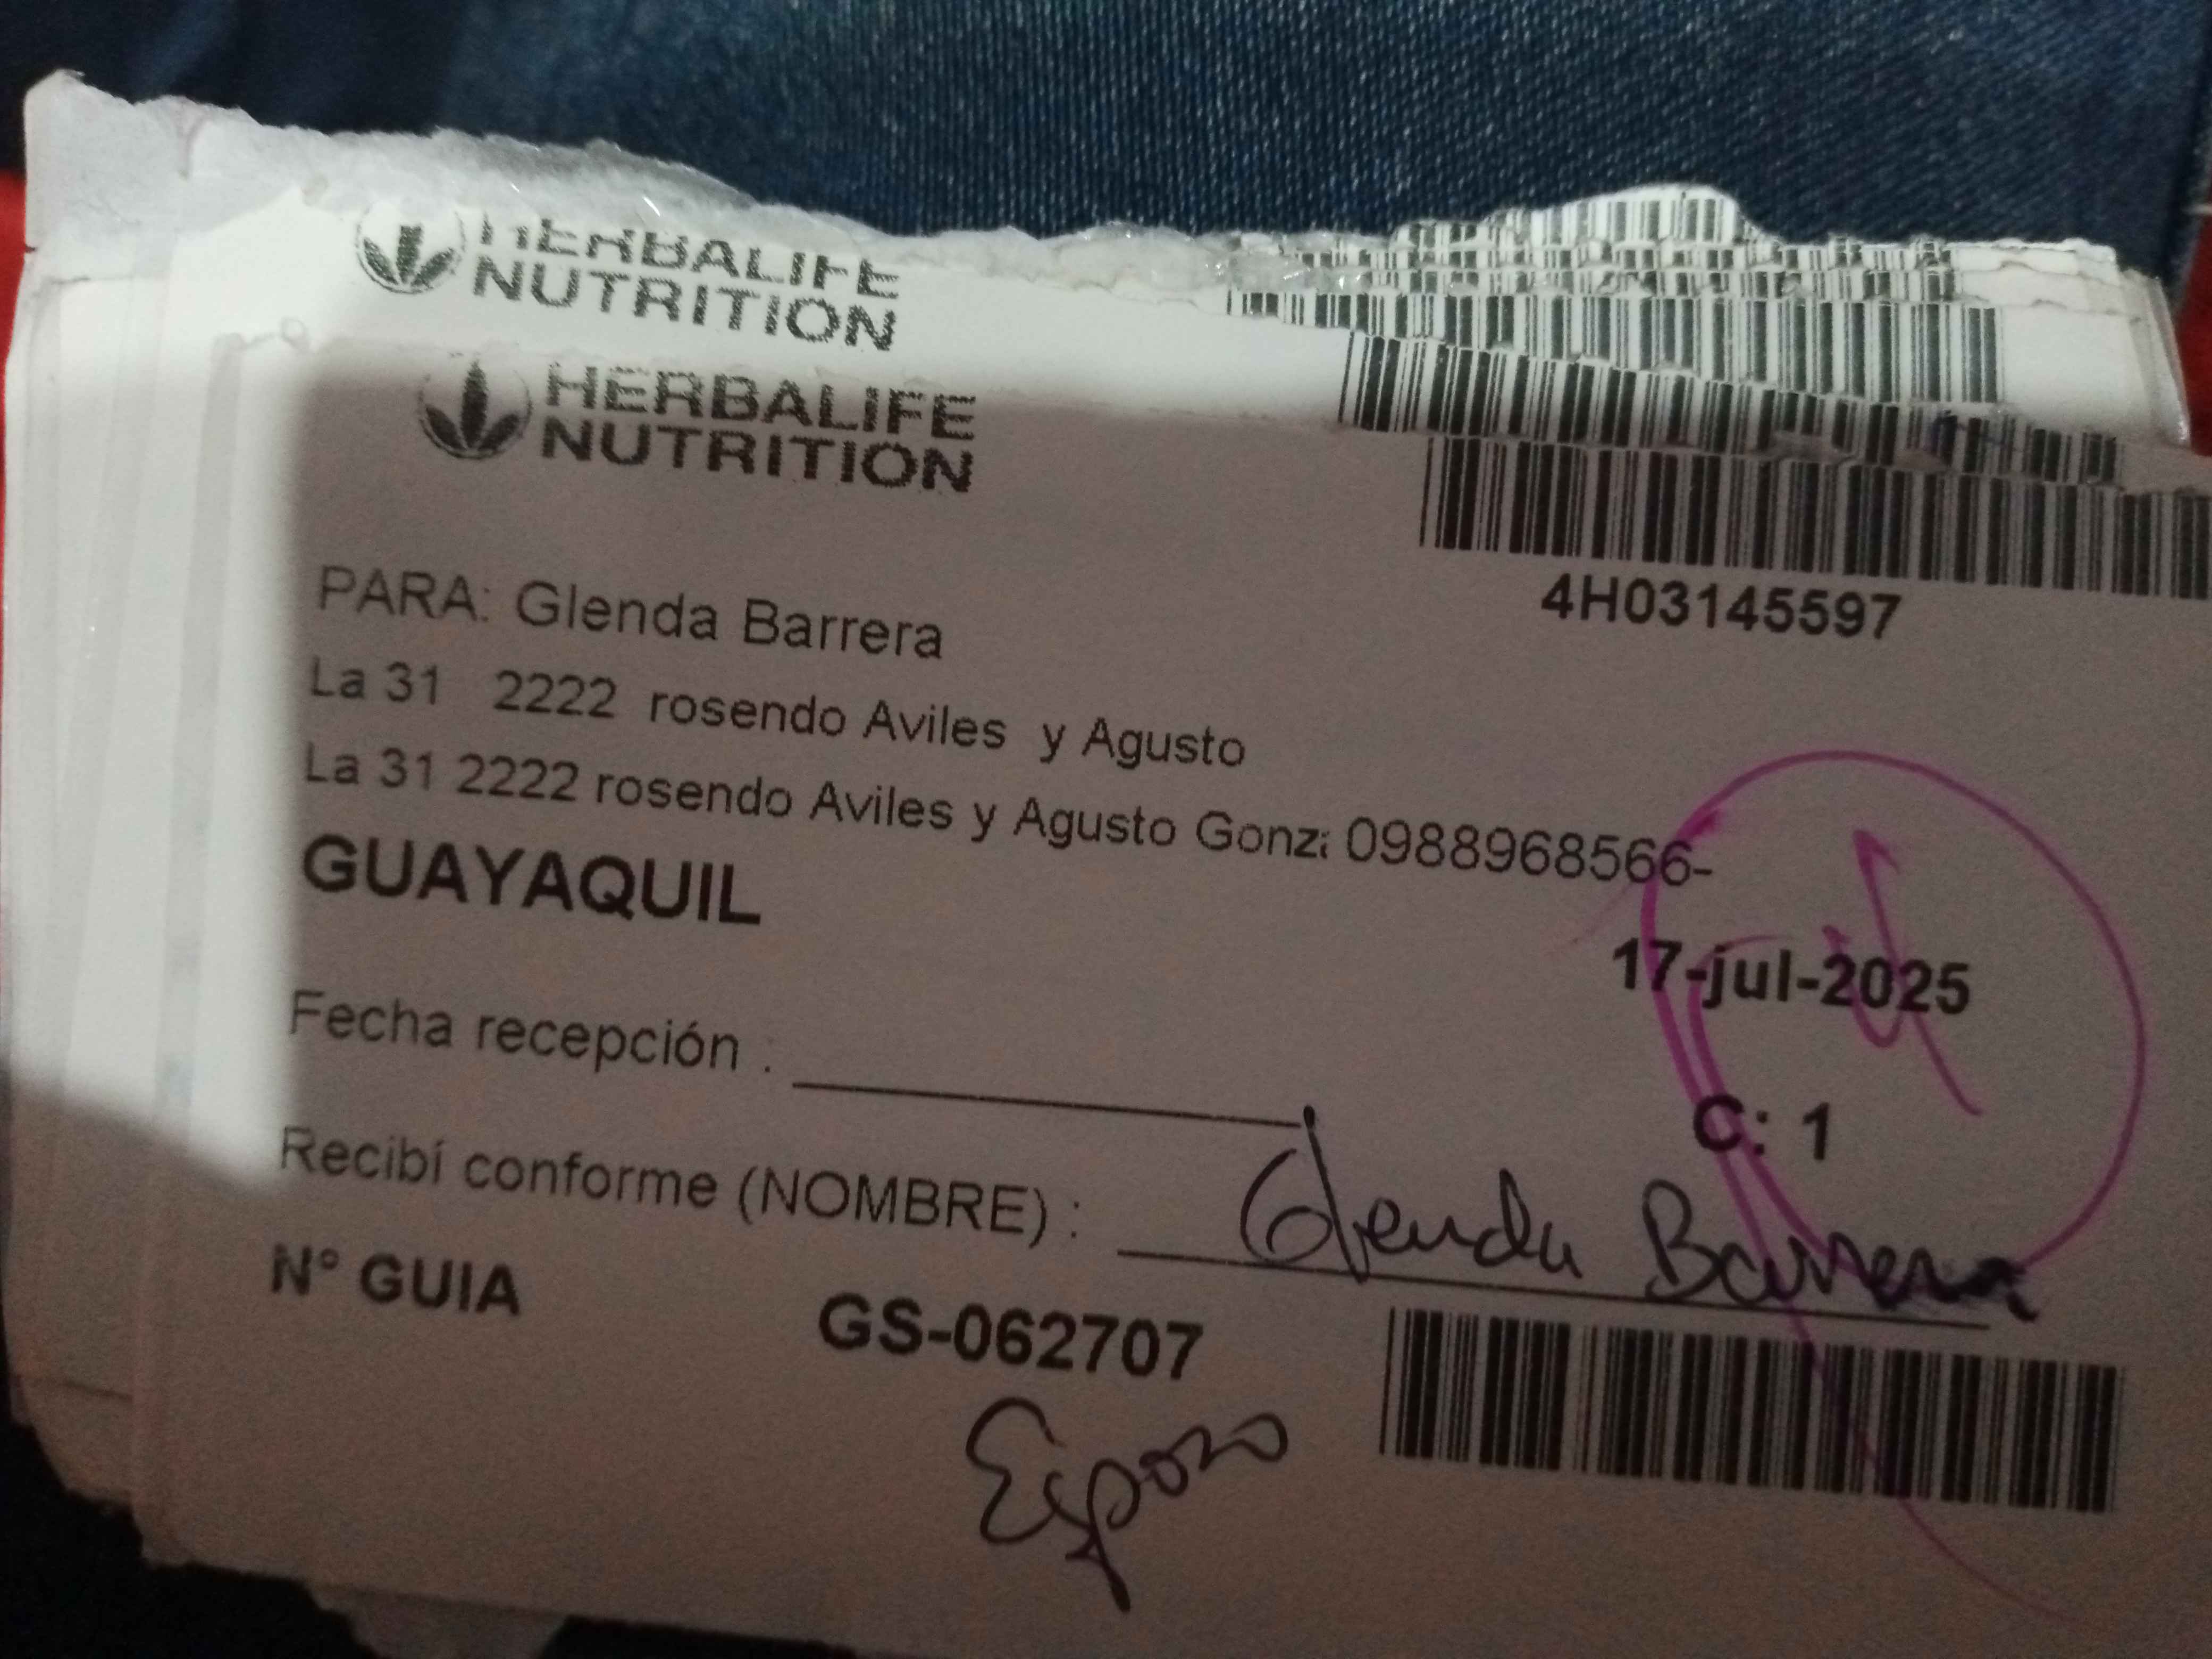 HERBALIFE
NUTRITION
HERBALIFE
NUTRITION
4H03145597
PARA: Glenda Barrera
La 31 2222 rosendo Aviles y Agusto
La 31 2222 rosendo Aviles y Agusto Gonz 0988968566-
GUAYAQUIL
17-jul-2025
Fecha recepción :
C: 1
Recibí conforme (NOMBRE) : Glenda Barrera
N° GUIA GS-062707
Esposo